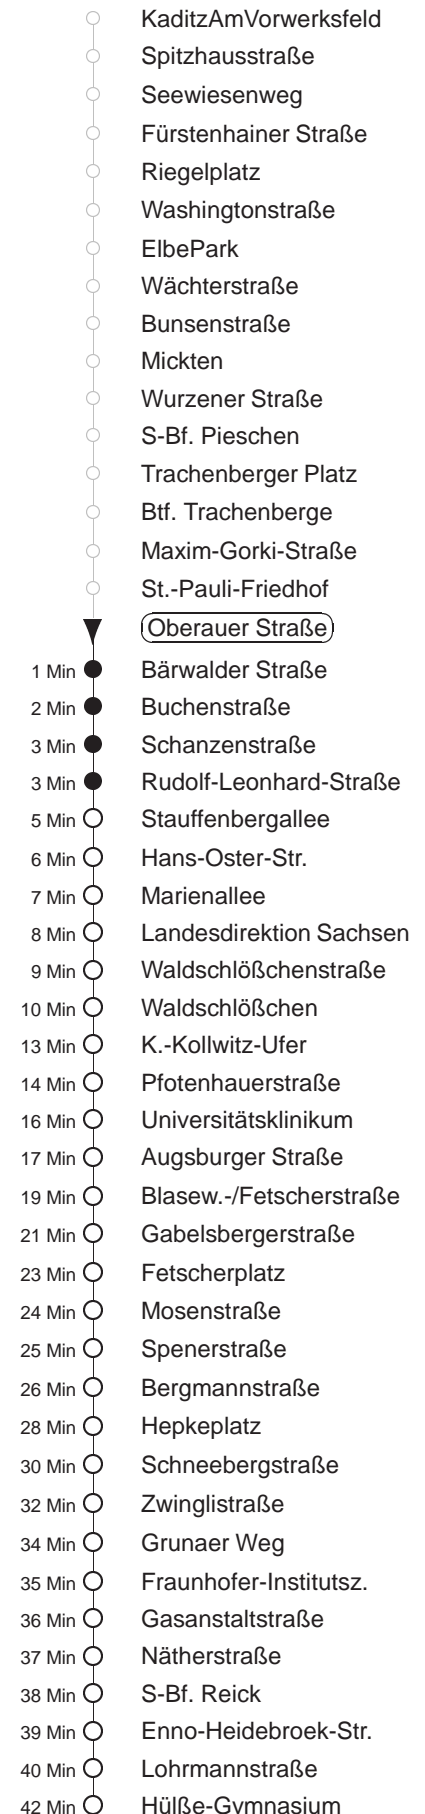 KaditzAmVorwerksfeld
Spitzhausstraße
Seewiesenweg
Fürstenhainer Straße
Riegelplatz
Washingtonstraße
ElbePark
Wächterstraße
Bunsenstraße
Mickten
Wurzener Straße
S-Bf. Pieschen
Trachenberger Platz
Btf. Trachenberge
Maxim-Gorki-Straße
St.-Pauli-Friedhof
Oberauer Straße
1 Min Bärwalder Straße
2 Min Buchenstraße
3 Min Schanzenstraße
3 Min Rudolf-Leonhard-Straße
5 Min Stauffenbergallee
6 Min Hans-Oster-Str.
7 Min Marienallee
8 Min Landesdirektion Sachsen
9 Min Waldschlößchenstraße
10 Min Waldschlößchen
13 Min K.-Kollwitz-Ufer
14 Min Pfotenhauerstraße
16 Min Universitätsklinikum
17 Min Augsburger Straße
19 Min Blasew.-/Fetscherstraße
21 Min Gabelsbergerstraße
23 Min Fetscherplatz
24 Min Mosenstraße
25 Min Spenerstraße
26 Min Bergmannstraße
28 Min Hepkeplatz
30 Min Schneebergstraße
32 Min Zwinglistraße
34 Min Grunaer Weg
35 Min Fraunhofer-Institutsz.
36 Min Gasanstaltstraße
37 Min Nätherstraße
38 Min S-Bf. Reick
39 Min Enno-Heidebroek-Str.
40 Min Lohrmannstraße
42 Min Hülße-Gymnasium